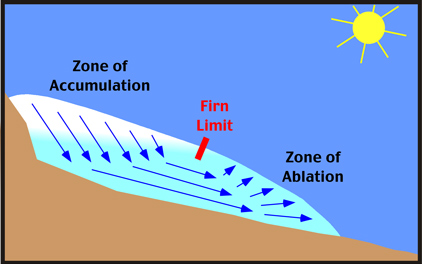 Zone of
Accumulation
Firn
Limit
Zone of
Ablation